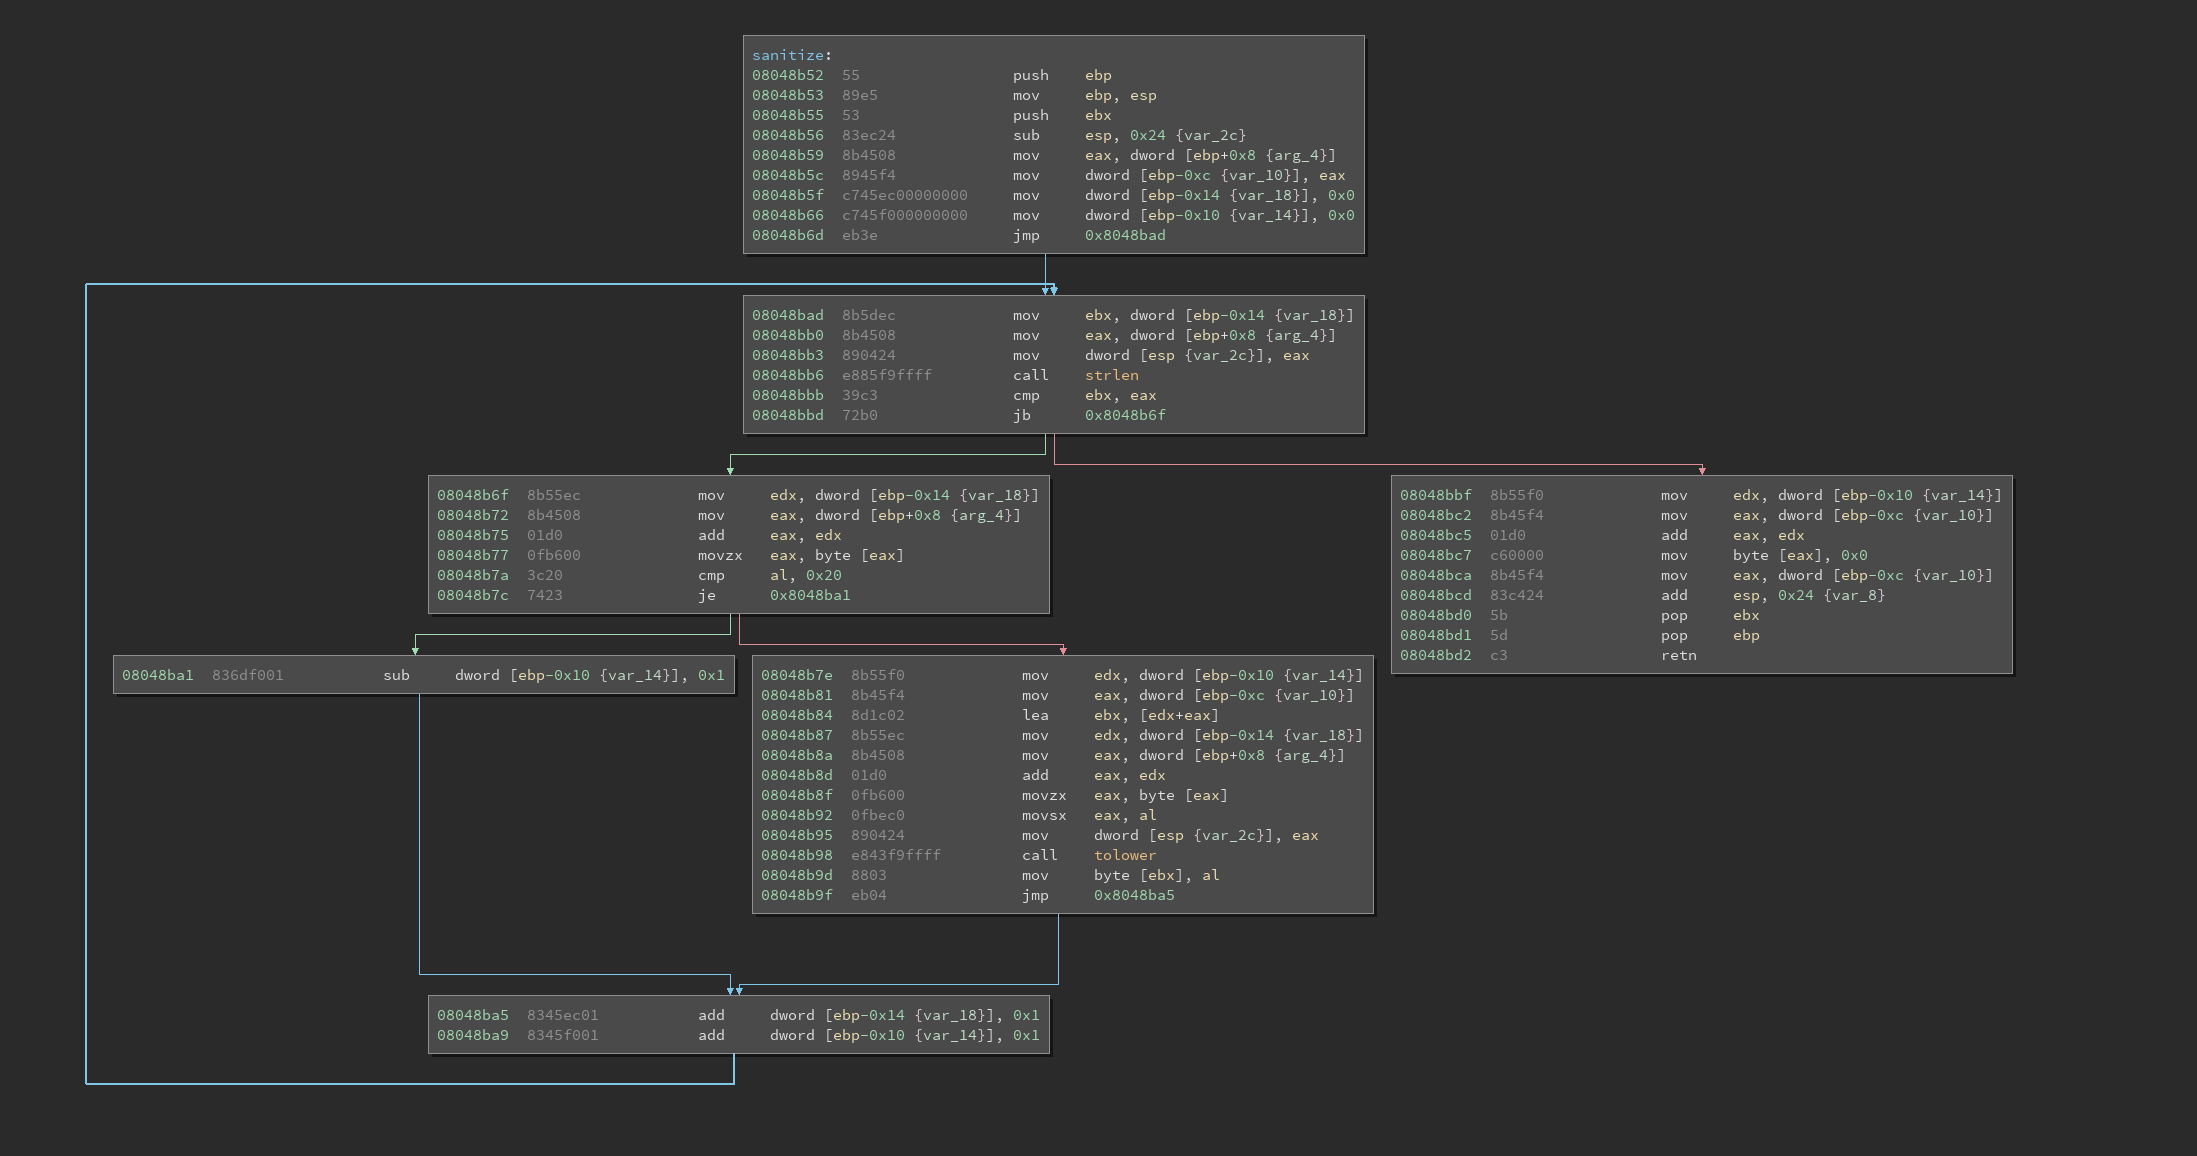 sanitize:
08048b52 55 push ebp
08048b53 89e5 mov ebp, esp
08048b55 53 push ebx
08048b56 83ec24 sub esp, 0x24 {var_2c}
08048b59 8b4508 mov eax, dword [ebp+0x8 {arg_4}]
08048b5c 8945f4 mov dword [ebp-0xc {var_10}], eax
08048b5f c745ec00000000 mov dword [ebp-0x14 {var_18}], 0x0
08048b66 c745f000000000 mov dword [ebp-0x10 {var_14}], 0x0
08048b6d eb3e jmp 0x8048bad
08048bad 8b5dec mov ebx, dword [ebp-0x14 {var_18}]
08048bb0 8b4508 mov eax, dword [ebp+0x8 {arg_4}]
08048bb3 890424 mov dword [esp {var_2c}], eax
08048bb6 e885f9ffff call strlen
08048bbb 39c3 cmp ebx, eax
08048bbd 72b0 jb 0x8048b6f
08048b6f 8b55ec mov edx, dword [ebp-0x14 {var_18}]
08048b72 8b4508 mov eax, dword [ebp+0x8 {arg_4}]
08048b75 01d0 add eax, edx
08048b77 0fb600 movzx eax, byte [eax]
08048b7a 3c20 cmp al, 0x20
08048b7c 7423 je 0x8048ba1
08048bbf 8b55f0 mov edx, dword [ebp-0x10 {var_14}]
08048bc2 8b45f4 mov eax, dword [ebp-0xc {var_10}]
08048bc5 01d0 add eax, edx
08048bc7 c60000 mov byte [eax], 0x0
08048bca 8b45f4 mov eax, dword [ebp-0xc {var_10}]
08048bcd 83c424 add esp, 0x24 {var_8}
08048bd0 5b pop ebx
08048bd1 5d pop ebp
08048bd2 c3 retn
08048ba1 836df001 sub dword [ebp-0x10 {var_14}], 0x1
08048b7e 8b55f0 mov edx, dword [ebp-0x10 {var_14}]
08048b81 8b45f4 mov eax, dword [ebp-0xc {var_10}]
08048b84 8d1c02 lea ebx, [edx+eax]
08048b87 8b55ec mov edx, dword [ebp-0x14 {var_18}]
08048b8a 8b4508 mov eax, dword [ebp+0x8 {arg_4}]
08048b8d 01d0 add eax, edx
08048b8f 0fb600 movzx eax, byte [eax]
08048b92 0fbec0 movsx eax, al
08048b95 890424 mov dword [esp {var_2c}], eax
08048b98 e843f9ffff call tolower
08048b9d 8803 mov byte [ebx], al
08048b9f eb04 jmp 0x8048ba5
08048ba5 8345ec01 add dword [ebp-0x14 {var_18}], 0x1
08048ba9 8345f001 add dword [ebp-0x10 {var_14}], 0x1